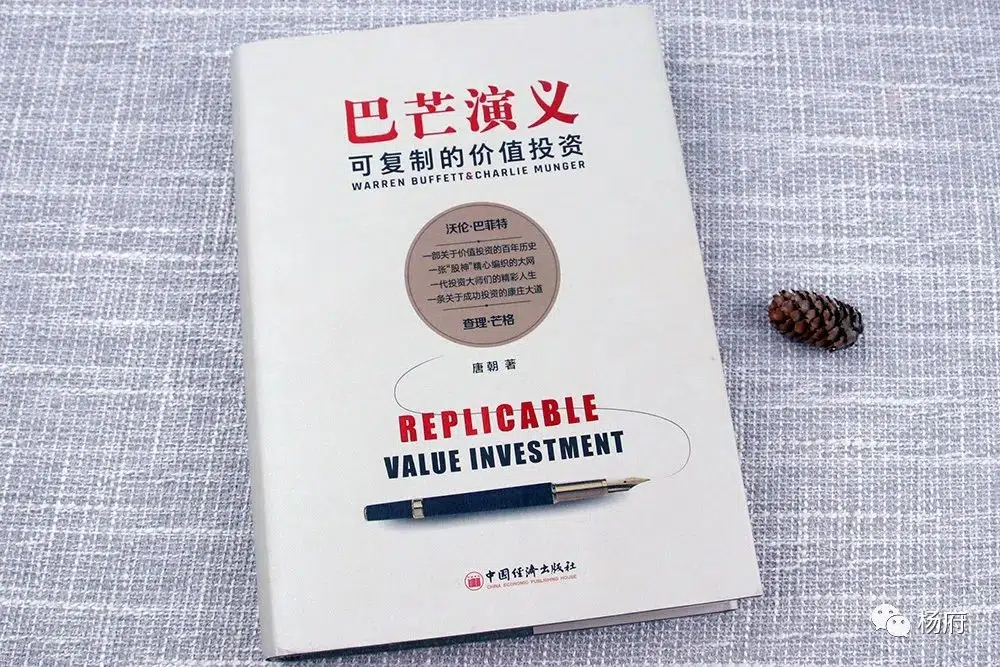 巴芒演义
可复制的价值投资
WARREN BUFFETT&CHARLIE MUNGER
沃伦·巴菲特
一部关于价值投资的百年历史
一张“股神”精心编织的大网
一代投资大师们的精彩人生
一条关于成功投资的康庄大道
查理·芒格
唐朝 著
REPLICABLE
VALUE INVESTMENT
中国经济出版社
CHINA ECONOMIC PUBLISHING HOUSE
杨府